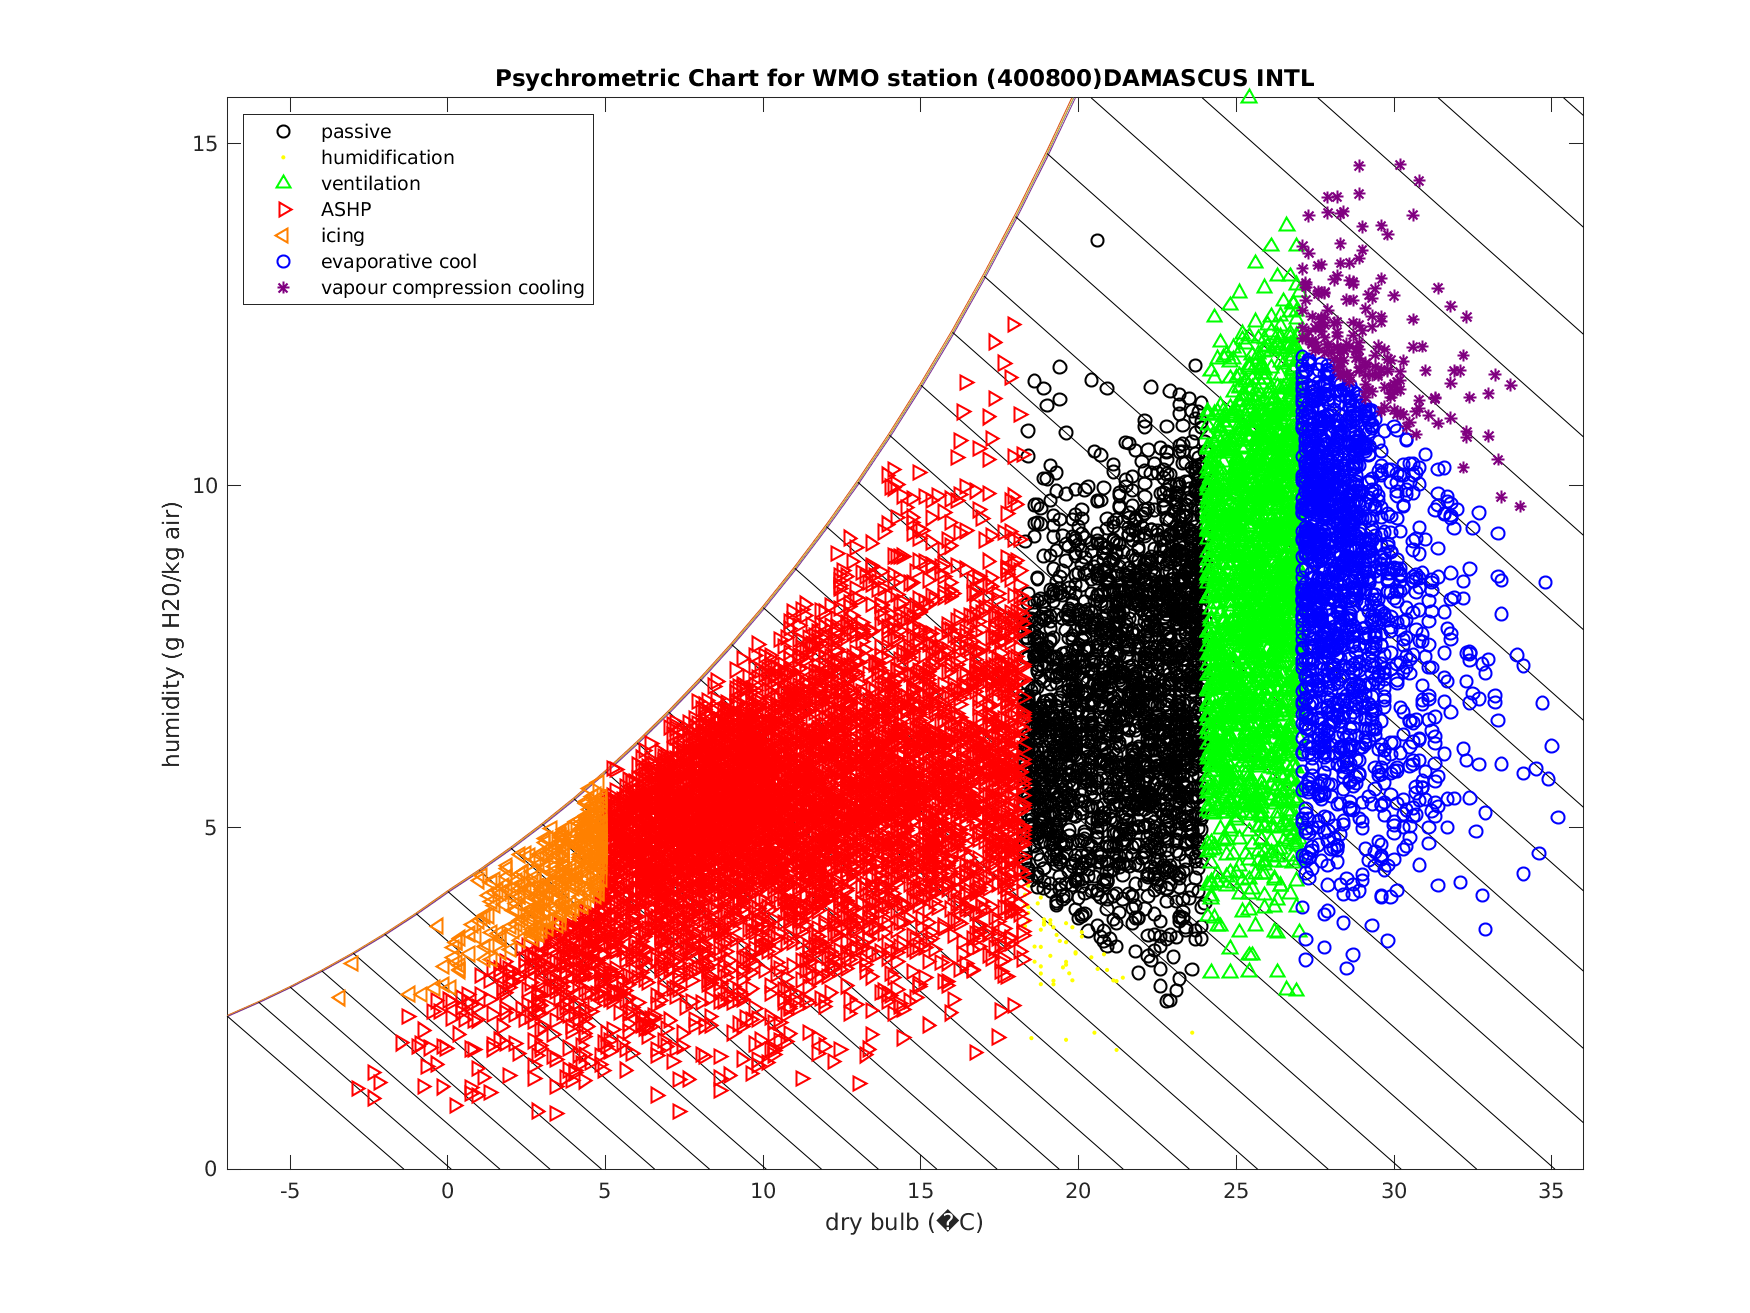 Psychrometric Chart for WMO station (400800)DAMASCUS INTL
passive
humidification
ventilation
ASHP
icing
evaporative cool
vapour compression cooling
15
10
5
0
humidity (g H20/kg air)
-5 0 5 10 15 20 25 30 35
dry bulb (�C)